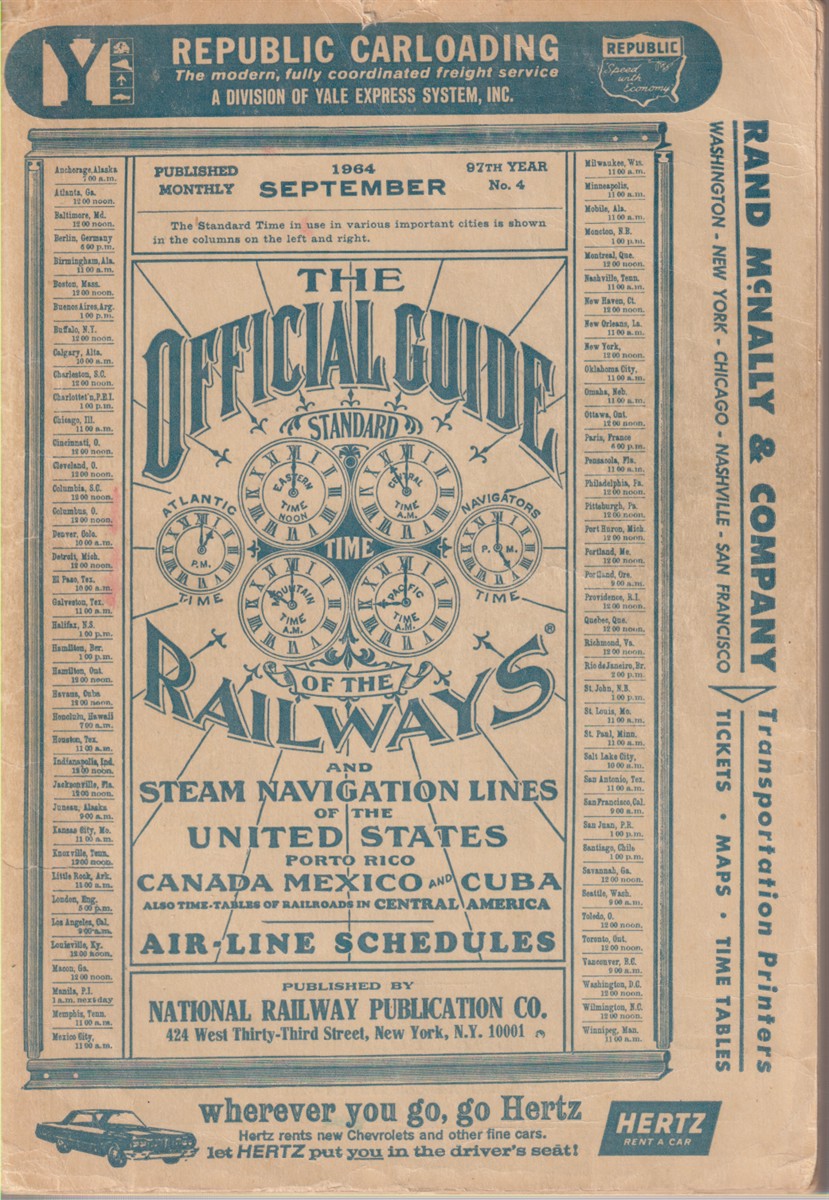 Y
REPUBLIC CARLOADING
The modern, fully coordinated freight service
A DIVISION OF YALE EXPRESS SYSTEM, INC.
REPUBLIC
Speed
with
Economy
PUBLISHED
MONTHLY
1964
SEPTEMBER
97TH YEAR
No. 4
The Standard Time in use in various important cities is shown
in the columns on the left and right.
Anchorage, Alaska
7 00 a.m.
Atlanta, Ga.
12 00 noon.
Baltimore, Md.
12 00 noon.
Berlin, Germany
6 00 p.m.
Birmingham, Ala.
11 00 a.m.
Boston, Mass.
12 00 noon.
Buenos Aires, Arg.
1 00 p.m.
Buffalo, N.Y.
12 00 noon.
Calgary, Alta.
10 00 a.m.
Charleston, S.C.
12 00 noon.
Charlottet'n, P.E.I.
1 00 p.m.
Chicago, Ill.
11 00 a.m.
Cincinnati, O.
12 00 noon.
Cleveland, O.
12 00 noon.
Columbia, S.C.
12 00 noon.
Columbus, O.
12 00 noon.
Denver, Colo.
10 00 a.m.
Detroit, Mich.
12 00 noon.
El Paso, Tex.
10 00 a.m.
Galveston, Tex.
11 00 a.m.
Halifax, N.S.
1 00 p.m.
Hamilton, Ber.
1 00 p.m.
Hamilton, Ont.
12 00 noon.
Havana, Cuba
12 00 noon.
Honolulu, Hawaii
7 00 a.m.
Houston, Tex.
11 00 a.m.
Indianapolis, Ind.
12 00 noon.
Jacksonville, Fla.
12 00 noon.
Juneau, Alaska
9 00 a.m.
Kansas City, Mo.
11 00 a.m.
Knoxville, Tenn.
12 00 noon.
Little Rock, Ark.
11 00 a.m.
London, Eng.
5 00 p.m.
Los Angeles, Cal.
9 00 a.m.
Louisville, Ky.
12 00 noon.
Macon, Ga.
12 00 noon.
Manila, P.I.
1 a.m. next day
Memphis, Tenn.
11 00 a.m.
Mexico City,
11 00 a.m.
THE
OFFICIAL GUIDE
STANDARD
EASTERN
TIME
NOON
CENTRAL
TIME
A.M.
ATLANTIC
P.M.
TIME
TIME
NAVIGATORS
P. M.
TIME
MOUNTAIN
TIME
A.M.
PACIFIC
TIME
A.M.
OF THE
RAILWAYS®
AND
STEAM NAVIGATION LINES
OF THE
UNITED STATES
PORTO RICO
CANADA MEXICO AND CUBA
ALSO TIME-TABLES OF RAILROADS IN CENTRAL AMERICA
AIR-LINE SCHEDULES
PUBLISHED BY
NATIONAL RAILWAY PUBLICATION CO.
424 West Thirty-Third Street, New York, N.Y. 10001
Milwaukee, Wis.
11 00 a.m.
Minneapolis,
11 00 a.m.
Mobile, Ala.
11 00 a.m.
Moncton, N.B.
1 00 p.m.
Montreal, Que.
12 00 noon.
Nashville, Tenn.
11 00 a.m.
New Haven, Ct.
12 00 noon.
New Orleans, La.
11 00 a.m.
New York,
12 00 noon.
Oklahoma City,
11 00 a.m.
Omaha, Neb.
11 00 a.m.
Ottawa, Ont.
12 00 noon.
Paris, France
6 00 p.m.
Pensacola, Fla.
11 00 a.m.
Philadelphia, Pa.
12 00 noon.
Pittsburgh, Pa.
12 00 noon.
Port Huron, Mich.
12 00 noon.
Portland, Me.
12 00 noon.
Portland, Ore.
9 00 a.m.
Providence, R.I.
12 00 noon.
Quebec, Que.
12 00 noon.
Richmond, Va.
12 00 noon.
Rio de Janeiro, Br.
2 00 p.m.
St. John, N.B.
1 00 p.m.
St. Louis, Mo.
11 00 a.m.
St. Paul, Minn.
11 00 a.m.
Salt Lake City,
10 00 a.m.
San Antonio, Tex.
11 00 a.m.
San Francisco, Cal.
9 00 a.m.
San Juan, P.R.
1 00 p.m.
Santiago, Chile
1 00 p.m.
Savannah, Ga.
12 00 noon.
Seattle, Wash.
9 00 a.m.
Toledo, O.
12 00 noon.
Toronto, Ont.
12 00 noon.
Vancouver, B.C.
9 00 a.m.
Washington, D.C.
12 00 noon.
Wilmington, N.C.
12 00 noon.
Winnipeg, Man.
11 00 a.m.
RAND McNALLY & COMPANY
WASHINGTON - NEW YORK - CHICAGO - NASHVILLE - SAN FRANCISCO
Transportation Printers
TICKETS • MAPS • TIME TABLES
wherever you go, go Hertz
Hertz rents new Chevrolets and other fine cars.
let HERTZ put you in the driver's seat!
HERTZ
RENT A CAR